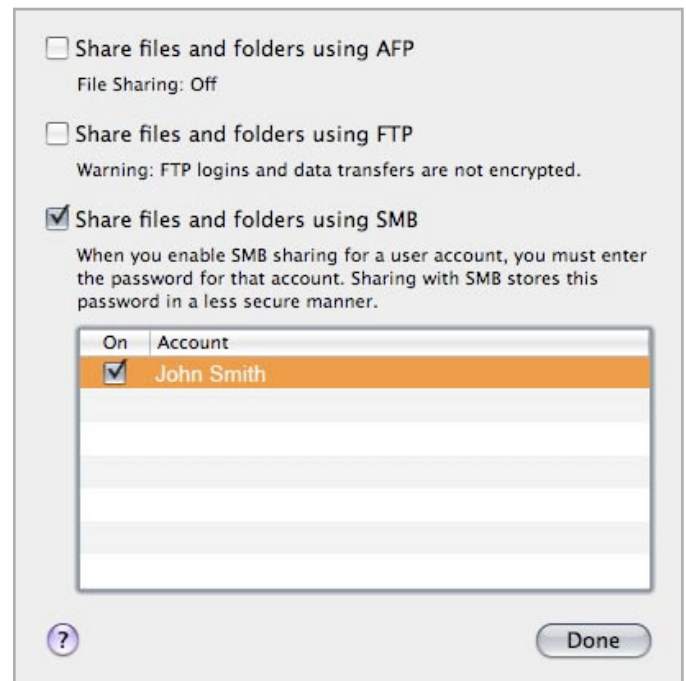 Share files and folders using AFP
File Sharing: Off
Share files and folders using FTP
Warning: FTP logins and data transfers are not encrypted.
Share files and folders using SMB
When you enable SMB sharing for a user account, you must enter
the password for that account. Sharing with SMB stores this
password in a less secure manner.
On Account
John Smith
? Done